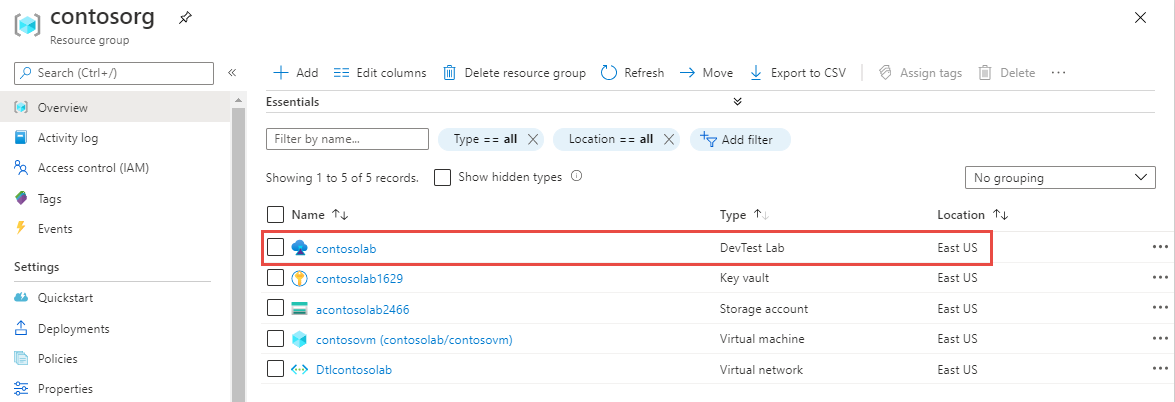 contosorg
Resource group
Search (Ctrl+/)
«
Overview
Activity log
Access control (IAM)
Tags
Events
Settings
Quickstart
Deployments
Policies
Properties
Add Edit columns Delete resource group Refresh Move Export to CSV Assign tags Delete ...
Essentials
Filter by name... Type == all Location == all Add filter
Showing 1 to 5 of 5 records. Show hidden types No grouping
Name Type Location
contosolab DevTest Lab East US ...
contosolab1629 Key vault East US ...
acontosolab2466 Storage account East US ...
contosovm (contosolab/contosovm) Virtual machine East US ...
Dtlcontosolab Virtual network East US ...